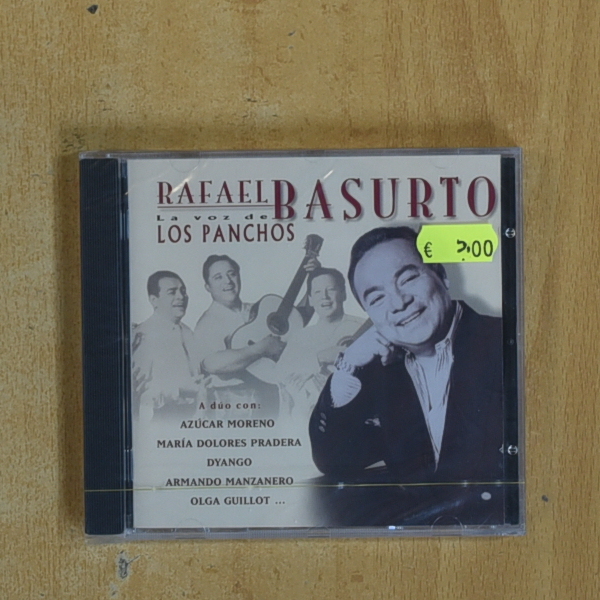 RAFAEL BASURTO
La voz de
LOS PANCHOS
€ 00
A dúo con:
AZÚCAR MORENO
MARÍA DOLORES PRADERA
DYANGO
ARMANDO MANZANERO
OLGA GUILLOT ...